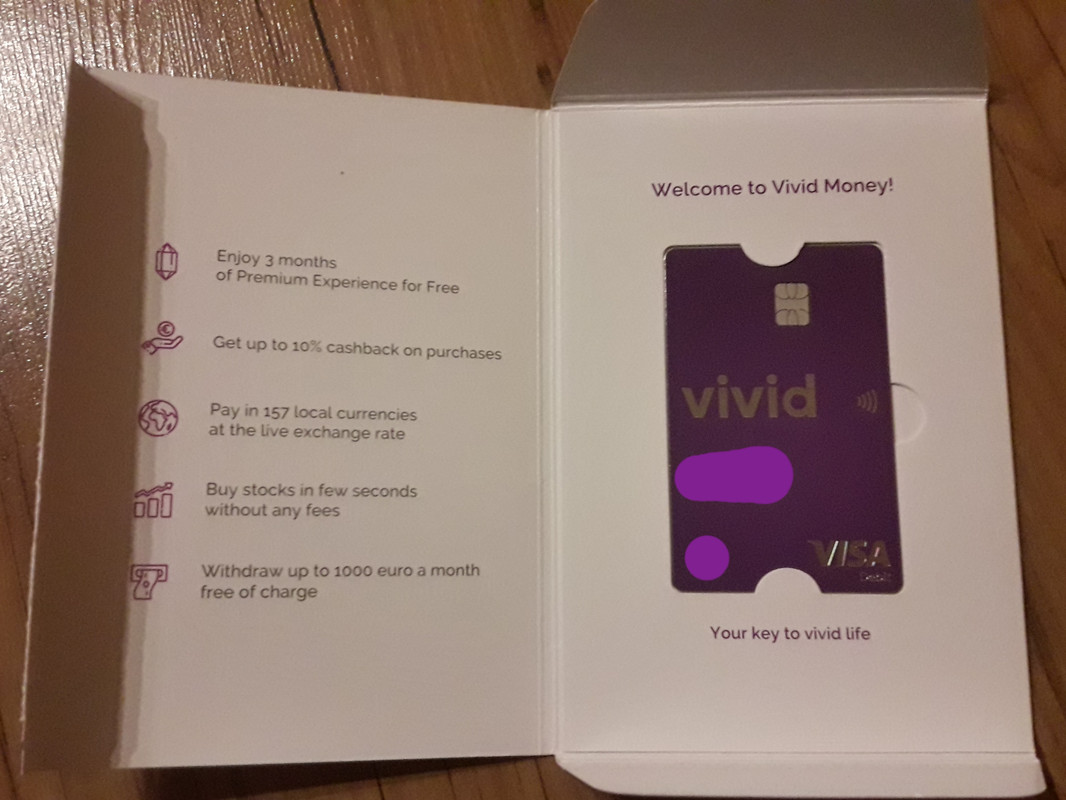 Enjoy 3 months
of Premium Experience for Free
Get up to 10% cashback on purchases
Pay in 157 local currencies
at the live exchange rate
Buy stocks in few seconds
without any fees
Withdraw up to 1000 euro a month
free of charge
Welcome to Vivid Money!
vivid
VISA
Debit
Your key to vivid life